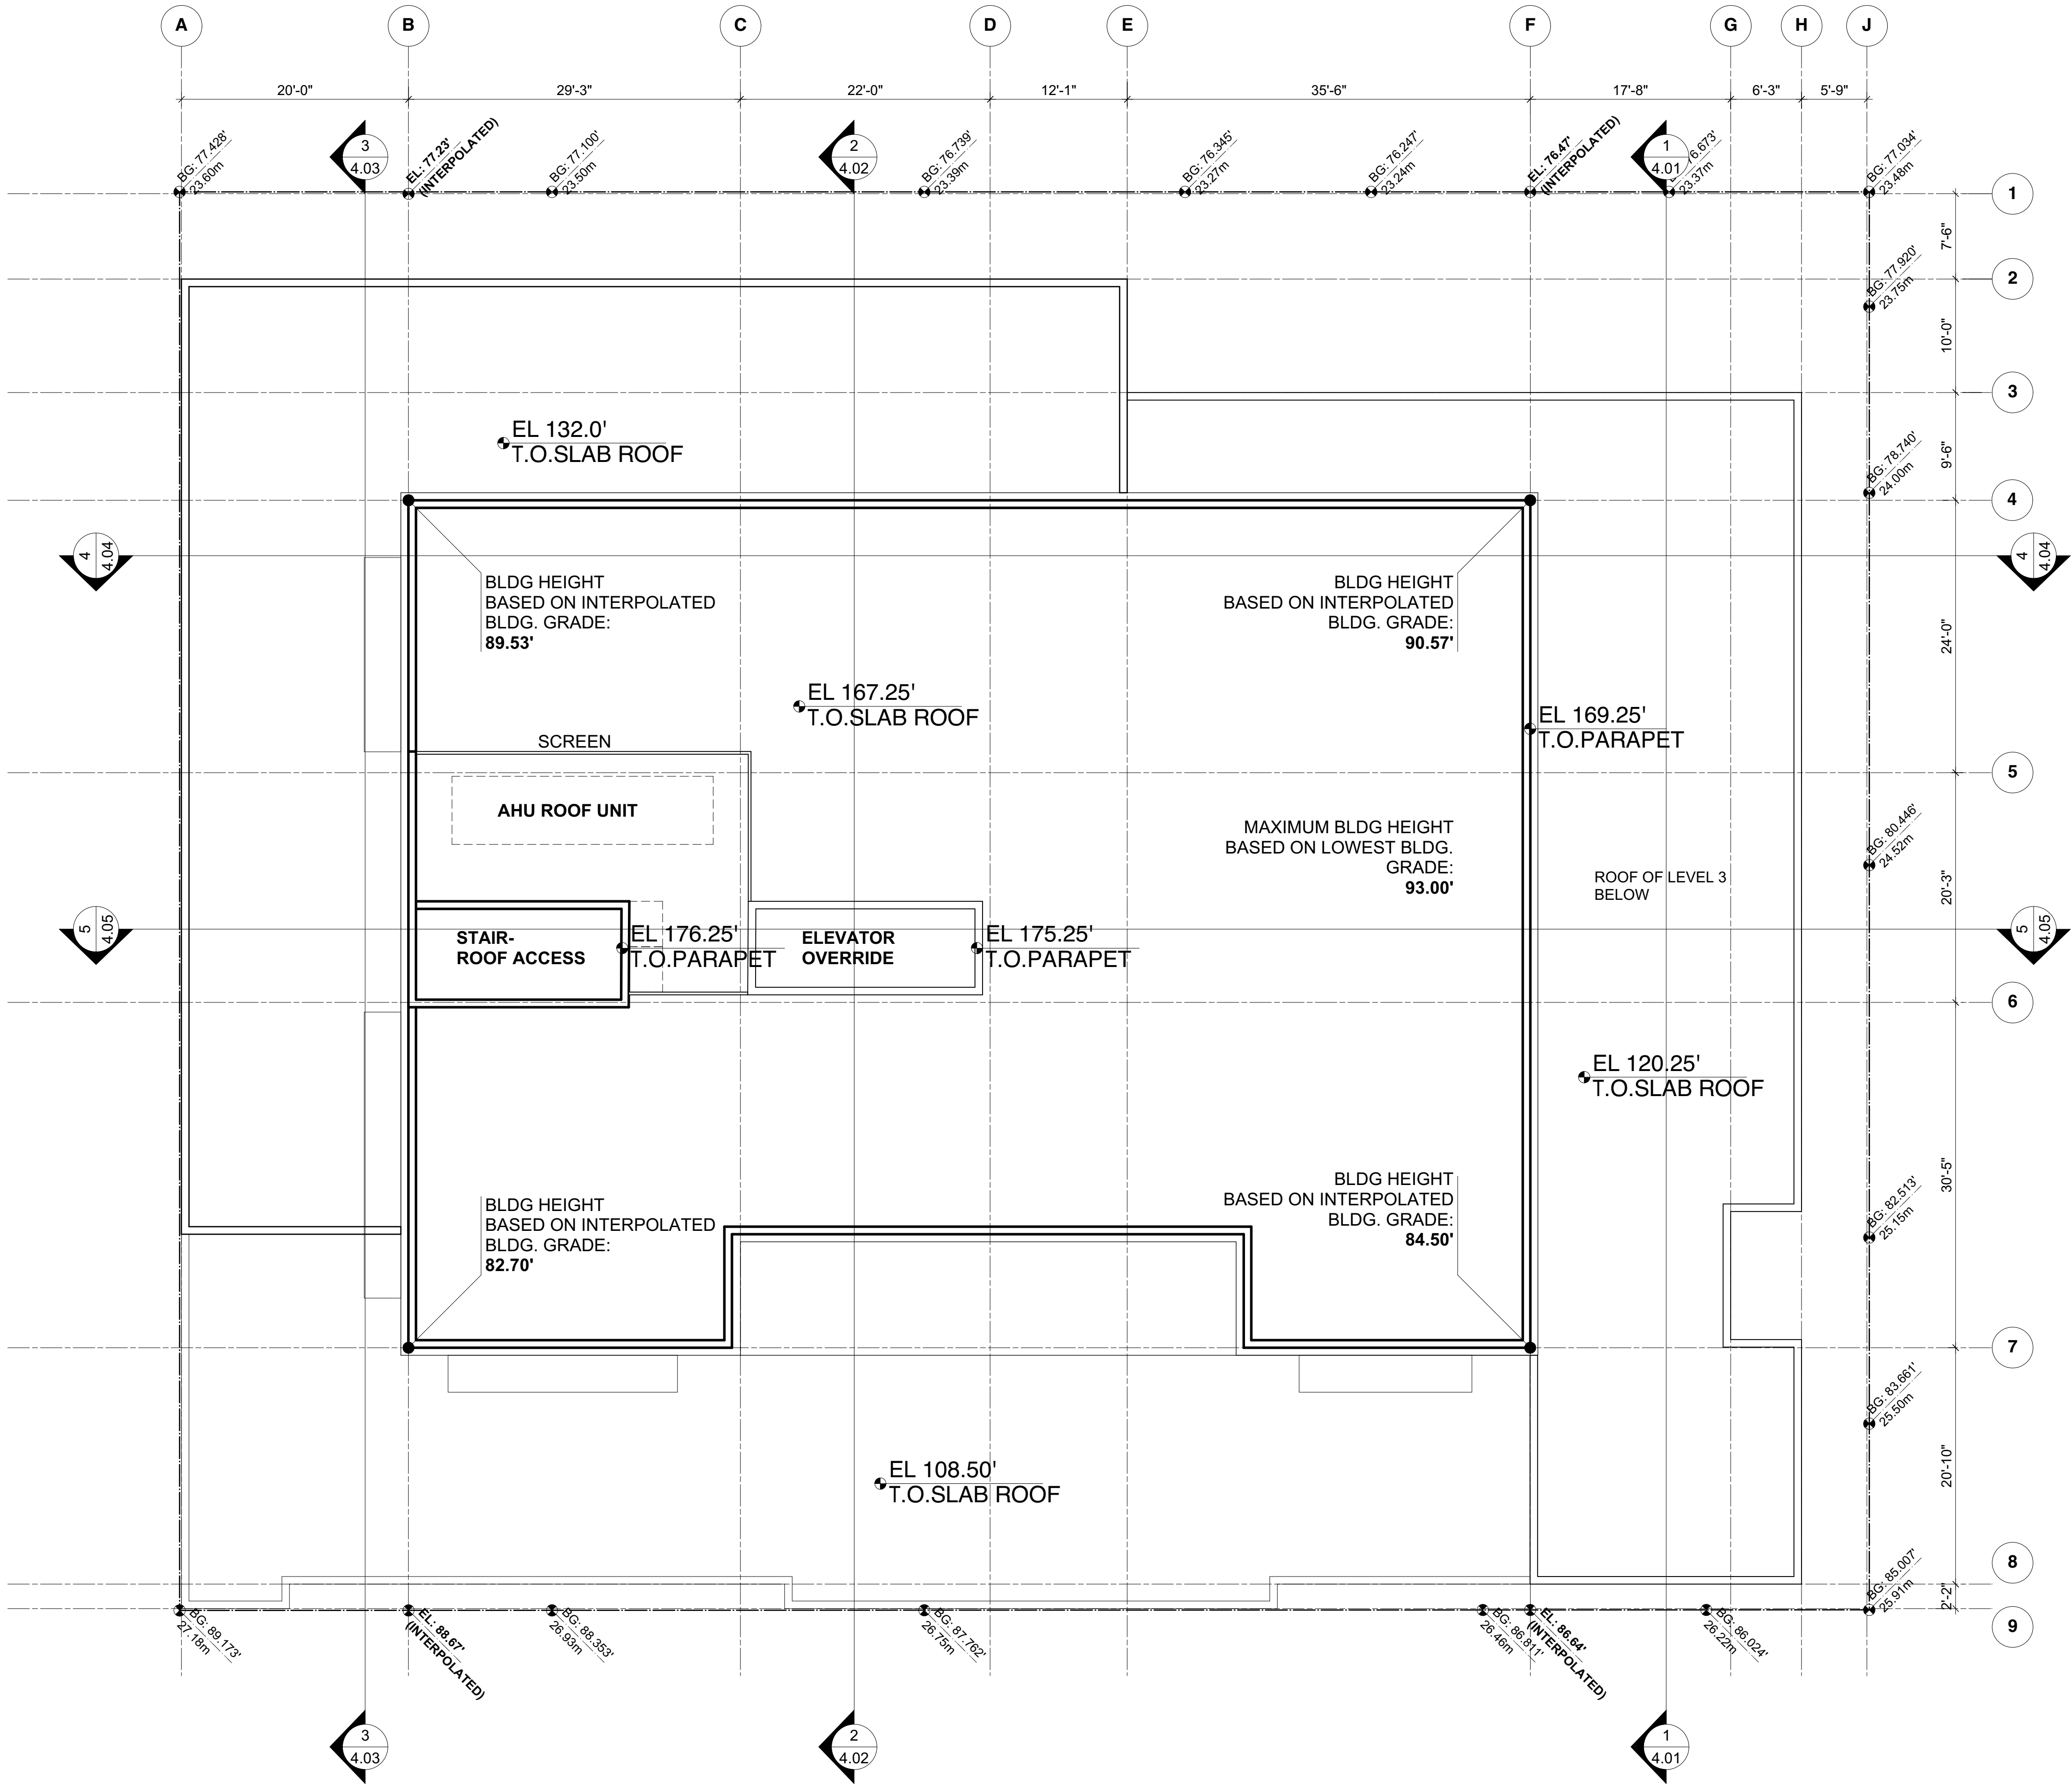 A
B
C
D
E
F
G
H
J
20'-0"
29'-3"
22'-0"
12'-1"
35'-6"
17'-8"
6'-3"
5'-9"
3
4.03
2
4.02
1
4.01
BG: 77.428'
23.60m
EL: 77.23'
(INTERPOLATED)
BG: 77.100'
23.50m
BG: 76.739'
23.39m
BG: 76.345'
23.27m
BG: 76.247'
23.24m
EL: 76.47'
(INTERPOLATED)
76.673'
23.37m
BG: 77.034'
23.48m
1
7'-6"
BG: 77.920'
23.75m
2
10'-0"
3
9'-6"
EL 132.0'
T.O.SLAB ROOF
BG: 78.740'
24.00m
4
4
4.04
4
4.04
BLDG HEIGHT
BASED ON INTERPOLATED
BLDG. GRADE:
89.53'
BLDG HEIGHT
BASED ON INTERPOLATED
BLDG. GRADE:
90.57'
24'-0"
EL 167.25'
T.O.SLAB ROOF
EL 169.25'
T.O.PARAPET
SCREEN
5
AHU ROOF UNIT
MAXIMUM BLDG HEIGHT
BASED ON LOWEST BLDG.
GRADE:
93.00'
BG: 80.446'
24.52m
ROOF OF LEVEL 3
BELOW
20'-3"
5
4.05
STAIR-
ROOF ACCESS
EL 176.25'
T.O.PARAPET
ELEVATOR
OVERRIDE
EL 175.25'
T.O.PARAPET
5
4.05
6
EL 120.25'
T.O.SLAB ROOF
30'-5"
BG: 82.513'
25.15m
BLDG HEIGHT
BASED ON INTERPOLATED
BLDG. GRADE:
82.70'
BLDG HEIGHT
BASED ON INTERPOLATED
BLDG. GRADE:
84.50'
7
BG: 83.661'
25.50m
EL 108.50'
T.O.SLAB ROOF
20'-10"
8
BG: 85.007'
25.91m
2'-2"
9
BG: 89.173'
27.18m
EL: 88.67'
(INTERPOLATED)
BG: 88.353'
26.93m
BG: 87.762'
26.75m
BG: 86.811'
26.46m
EL: 86.64'
(INTERPOLATED)
BG: 86.024'
26.22m
3
4.03
2
4.02
1
4.01